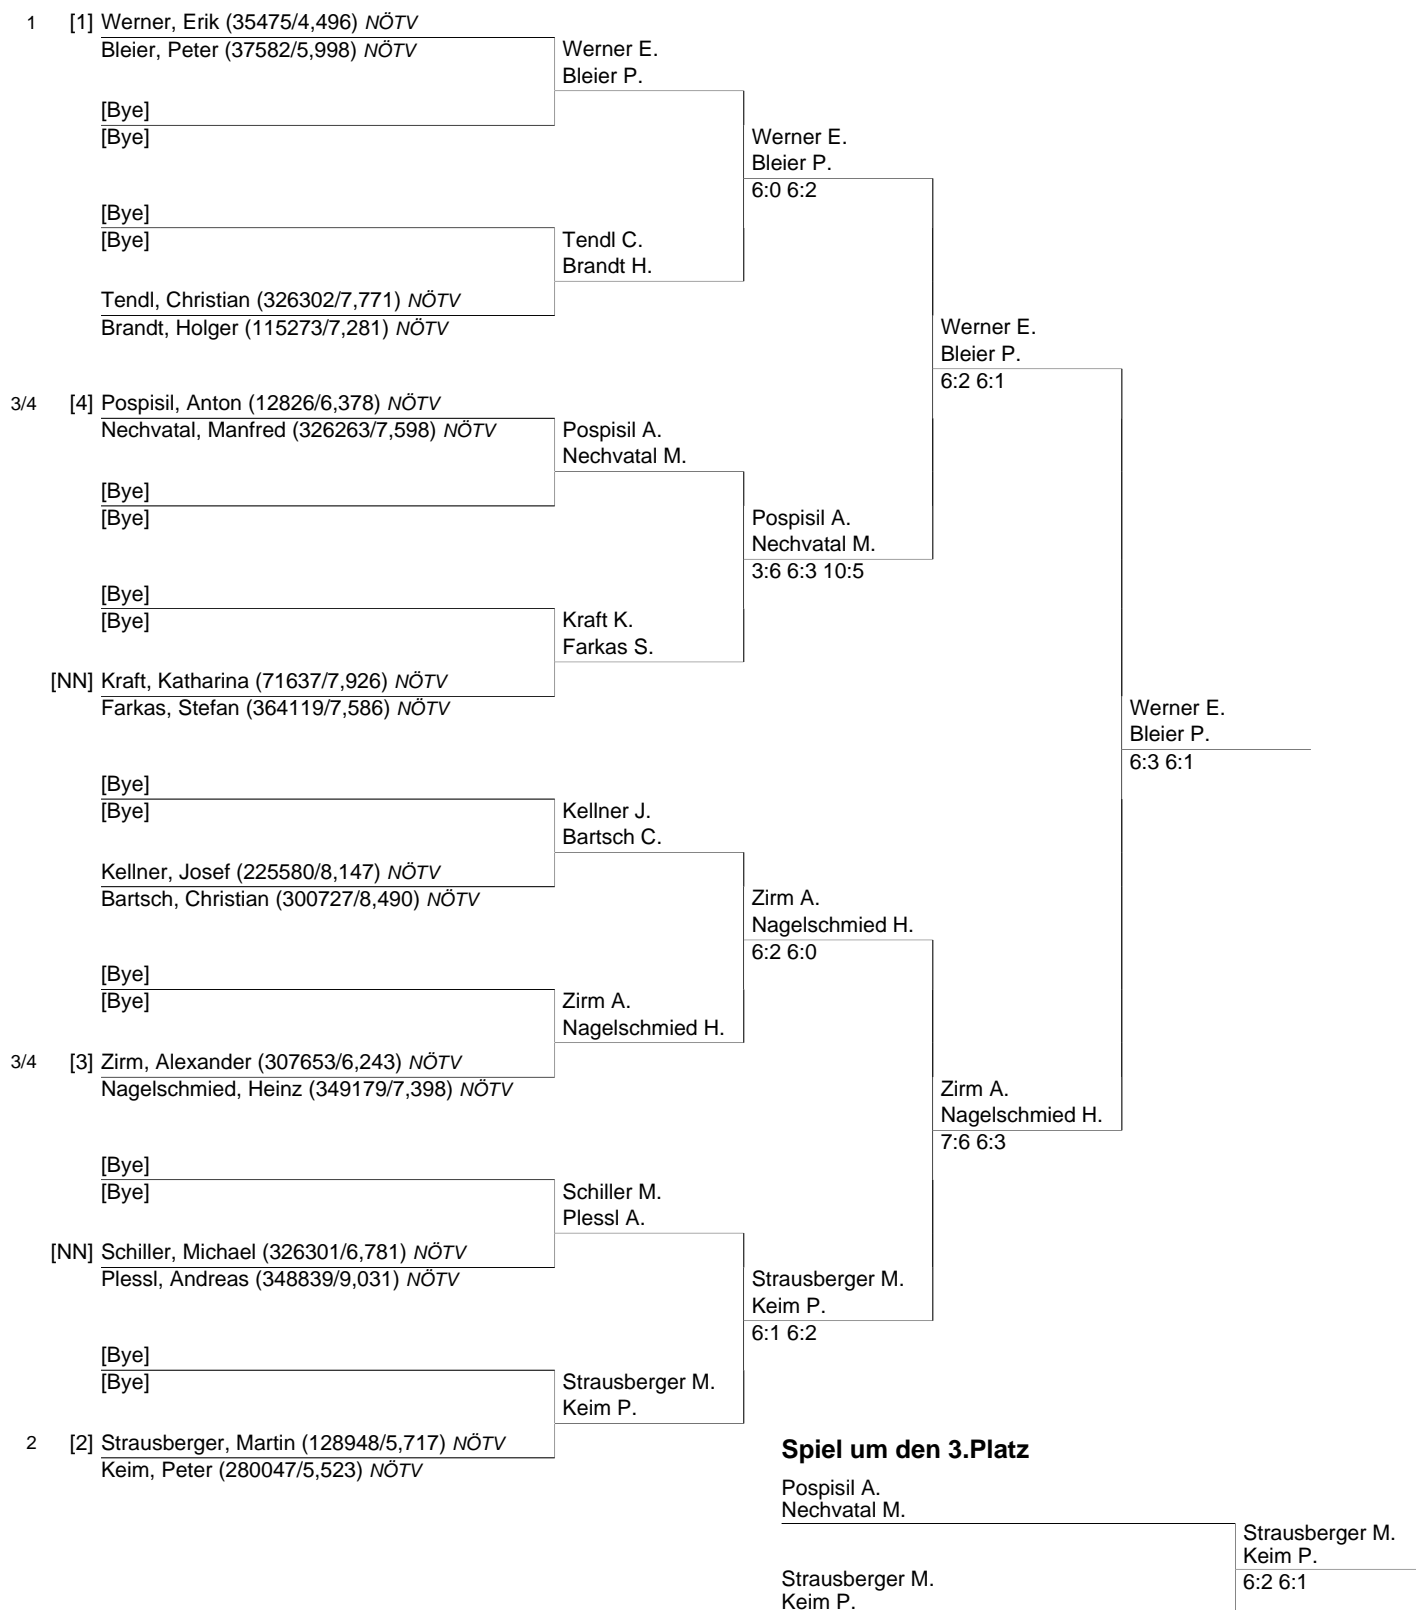 1 [1] Werner, Erik (35475/4,496) NÖTV
Bleier, Peter (37582/5,998) NÖTV
Werner E.
Bleier P.
[Bye]
[Bye]
Werner E.
Bleier P.
6:0 6:2
[Bye]
[Bye]
Tendl C.
Brandt H.
Tendl, Christian (326302/7,771) NÖTV
Brandt, Holger (115273/7,281) NÖTV
Werner E.
Bleier P.
6:2 6:1
3/4 [4] Pospisil, Anton (12826/6,378) NÖTV
Nechvatal, Manfred (326263/7,598) NÖTV
Pospisil A.
Nechvatal M.
[Bye]
[Bye]
Pospisil A.
Nechvatal M.
3:6 6:3 10:5
[Bye]
[Bye]
Kraft K.
Farkas S.
[NN] Kraft, Katharina (71637/7,926) NÖTV
Farkas, Stefan (364119/7,586) NÖTV
Werner E.
Bleier P.
6:3 6:1
[Bye]
[Bye]
Kellner J.
Bartsch C.
Kellner, Josef (225580/8,147) NÖTV
Bartsch, Christian (300727/8,490) NÖTV
Zirm A.
Nagelschmied H.
6:2 6:0
[Bye]
[Bye]
Zirm A.
Nagelschmied H.
3/4 [3] Zirm, Alexander (307653/6,243) NÖTV
Nagelschmied, Heinz (349179/7,398) NÖTV
Zirm A.
Nagelschmied H.
7:6 6:3
[Bye]
[Bye]
Schiller M.
Plessl A.
[NN] Schiller, Michael (326301/6,781) NÖTV
Plessl, Andreas (348839/9,031) NÖTV
Strausberger M.
Keim P.
6:1 6:2
[Bye]
[Bye]
Strausberger M.
Keim P.
2 [2] Strausberger, Martin (128948/5,717) NÖTV
Keim, Peter (280047/5,523) NÖTV
Spiel um den 3.Platz
Pospisil A.
Nechvatal M.
Strausberger M.
Keim P.
6:2 6:1
Strausberger M.
Keim P.